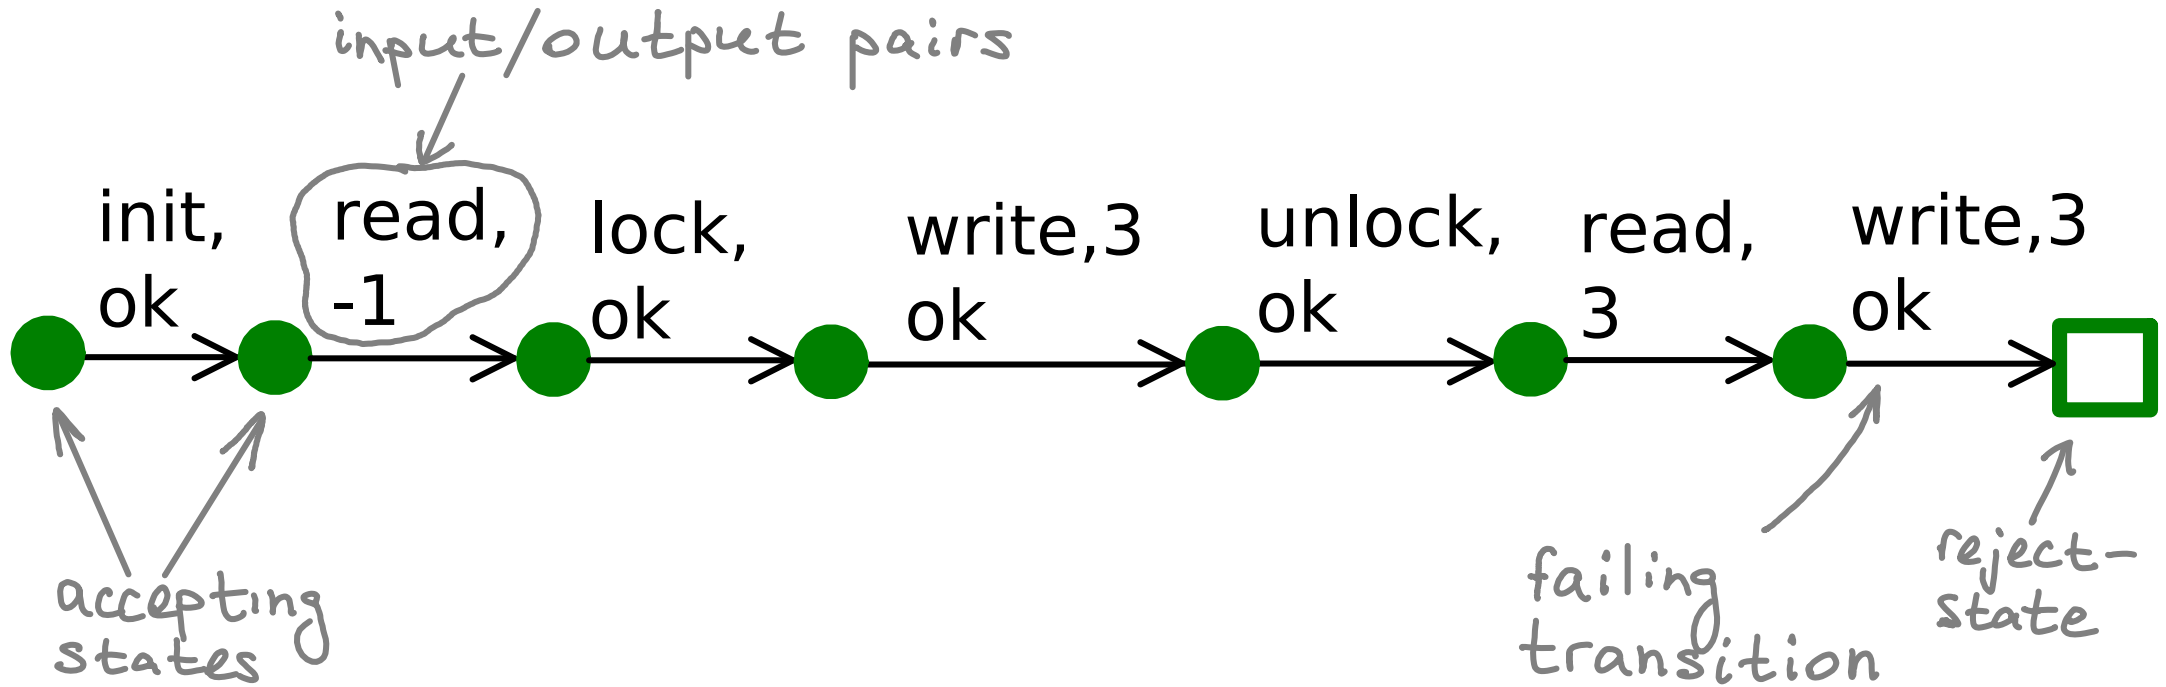 input/output pairs
init,
ok
read,
-1
lock,
ok
write,3
ok
unlock,
ok
read,
3
write,3
ok
accepting
states
failing
transition
reject-
state